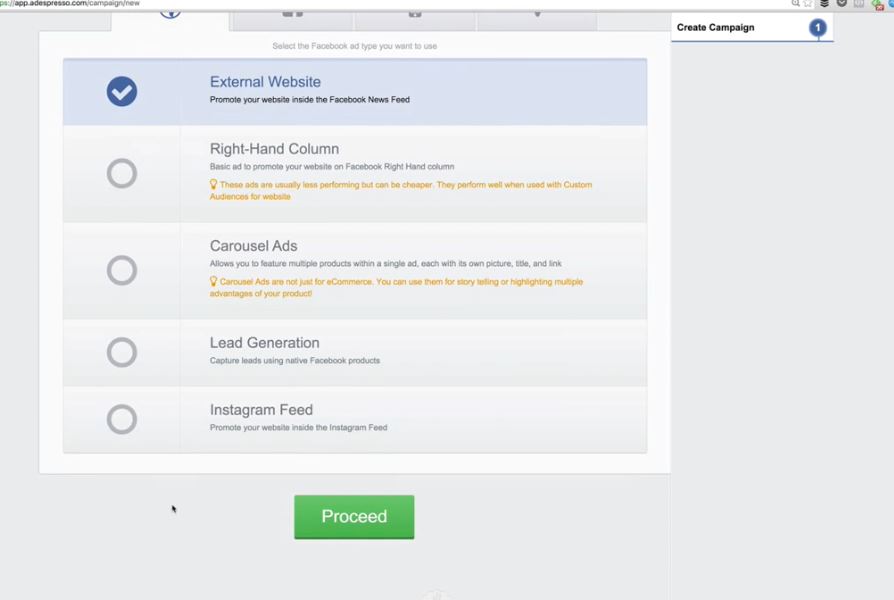 ps://app.adespresso.com/campaign/new
Create Campaign
1
Select the Facebook ad type you want to use
External Website
Promote your website inside the Facebook News Feed
Right-Hand Column
Basic ad to promote your website on Facebook Right Hand column
These ads are usually less performing but can be cheaper. They perform well when used with Custom
Audiences for website
Carousel Ads
Allows you to feature multiple products within a single ad, each with its own picture, title, and link
Carousel Ads are not just for eCommerce. You can use them for story telling or highlighting multiple
advantages of your product!
Lead Generation
Capture leads using native Facebook products
Instagram Feed
Promote your website inside the Instagram Feed
Proceed